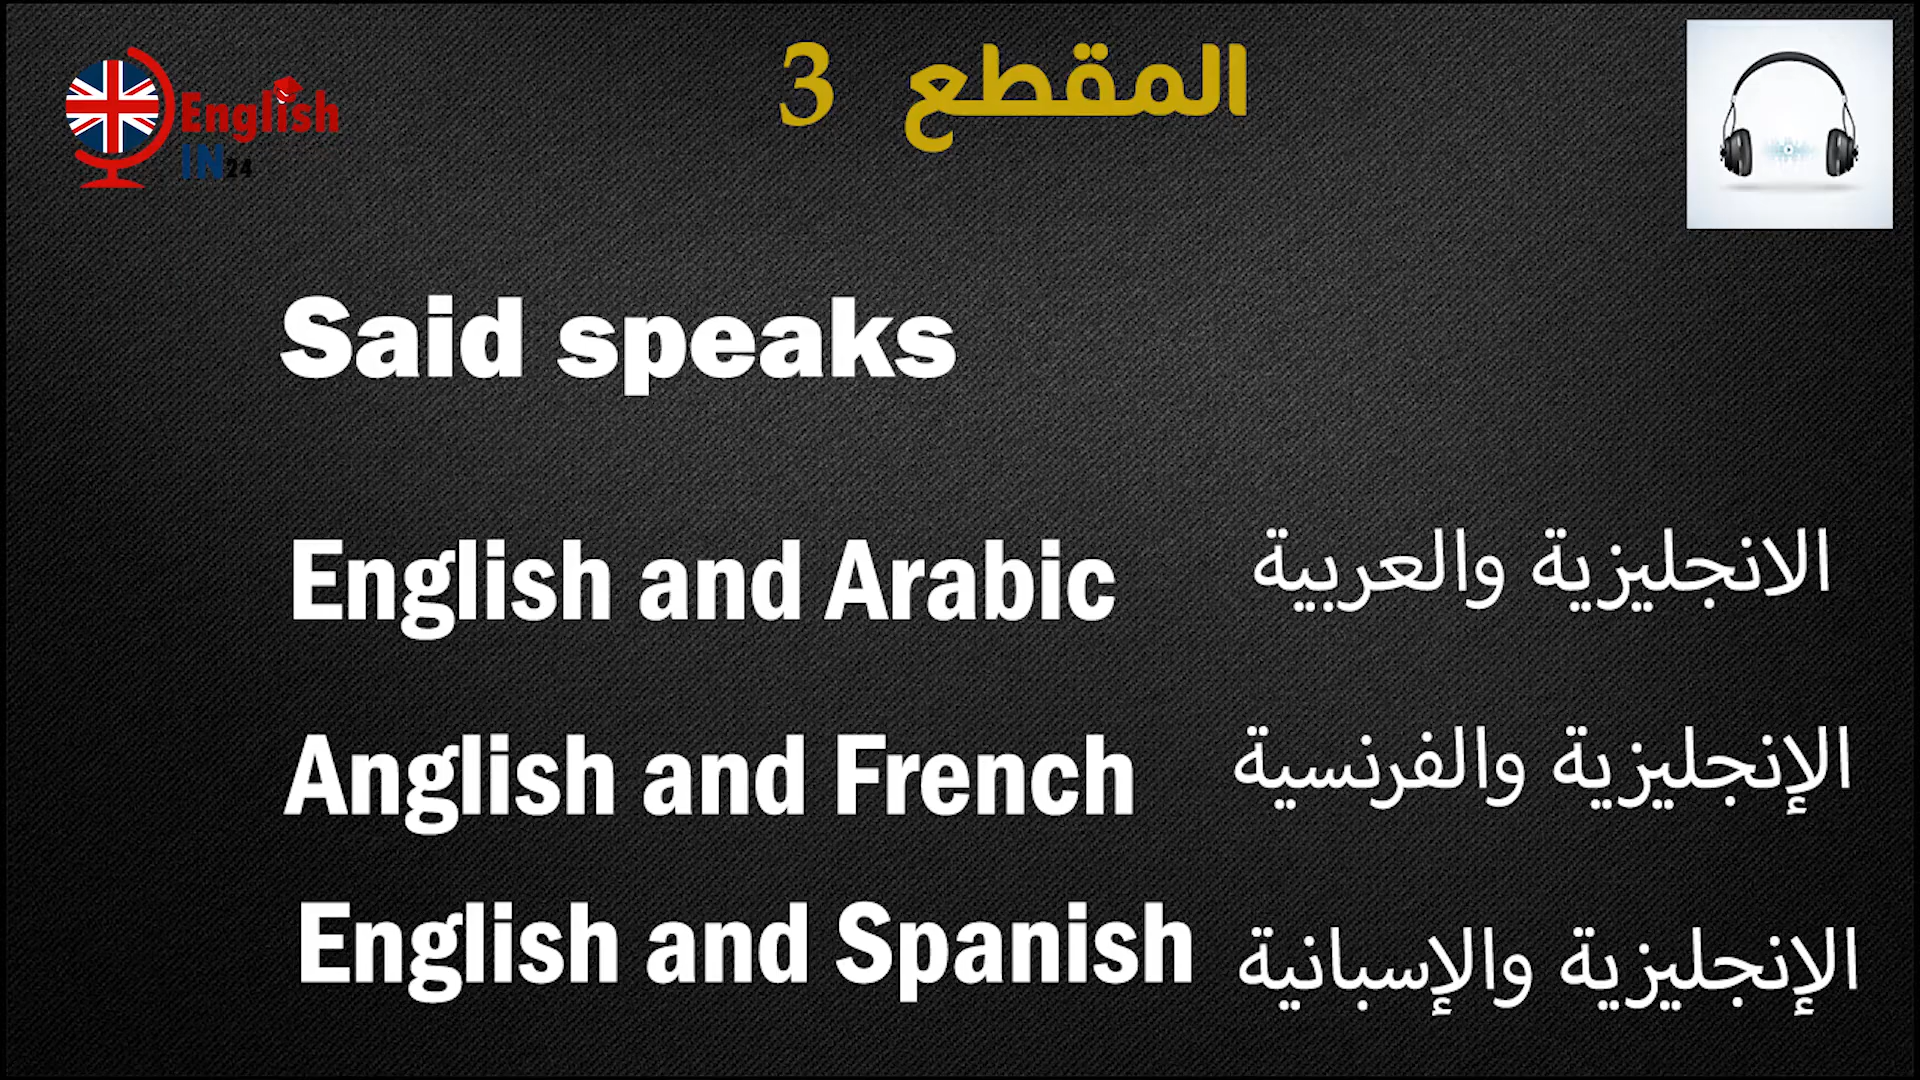 المقطع 3
English
IN24
Said speaks
English and Arabic
الانجليزية والعربية
Anglish and French
الإنجليزية والفرنسية
English and Spanish
الإنجليزية والإسبانية